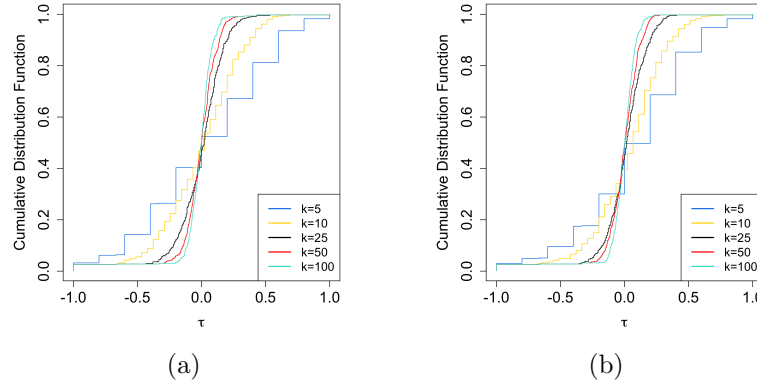 Cumulative Distribution Function
1.0
0.8
0.6
0.4
0.2
0.0
k=5
k=10
k=25
k=50
k=100
-1.0 -0.5 0.0 0.5 1.0
τ
(a)
Cumulative Distribution Function
1.0
0.8
0.6
0.4
0.2
0.0
k=5
k=10
k=25
k=50
k=100
-1.0 -0.5 0.0 0.5 1.0
τ
(b)